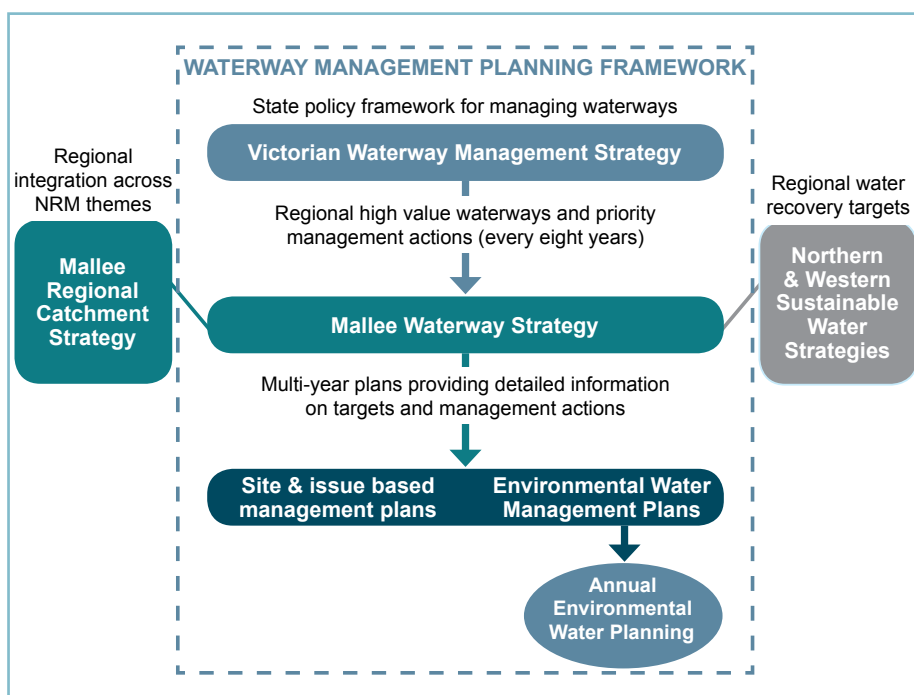 WATERWAY MANAGEMENT PLANNING FRAMEWORK
State policy framework for managing waterways
Victorian Waterway Management Strategy
Regional high value waterways and priority
management actions (every eight years)
Regional
integration across
NRM themes
Mallee
Regional
Catchment
Strategy
Mallee Waterway Strategy
Regional water
recovery targets
Northern
& Western
Sustainable
Water
Strategies
Multi-year plans providing detailed information
on targets and management actions
Site & issue based
management plans
Environmental Water
Management Plans
Annual
Environmental
Water Planning